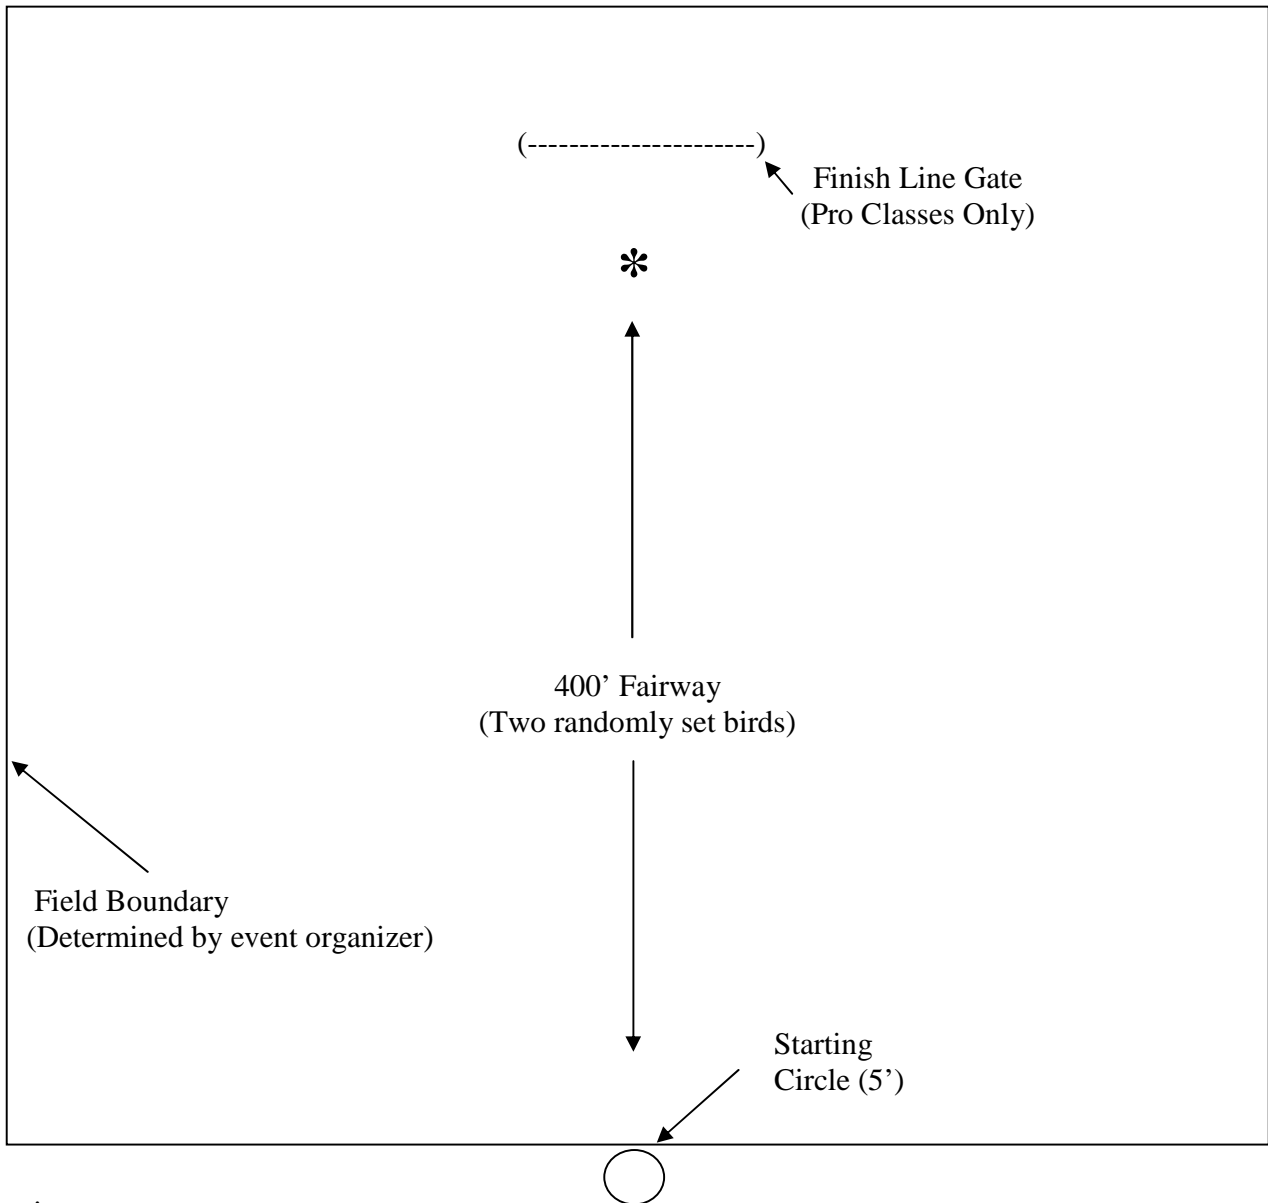 (----------------------)
Finish Line Gate
(Pro Classes Only)
*
400’ Fairway
(Two randomly set birds)
Field Boundary
(Determined by event organizer)
Starting
Circle (5’)